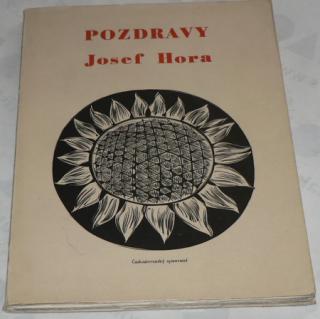 POZDRAVY
Josef Hora
Československý spisovatel